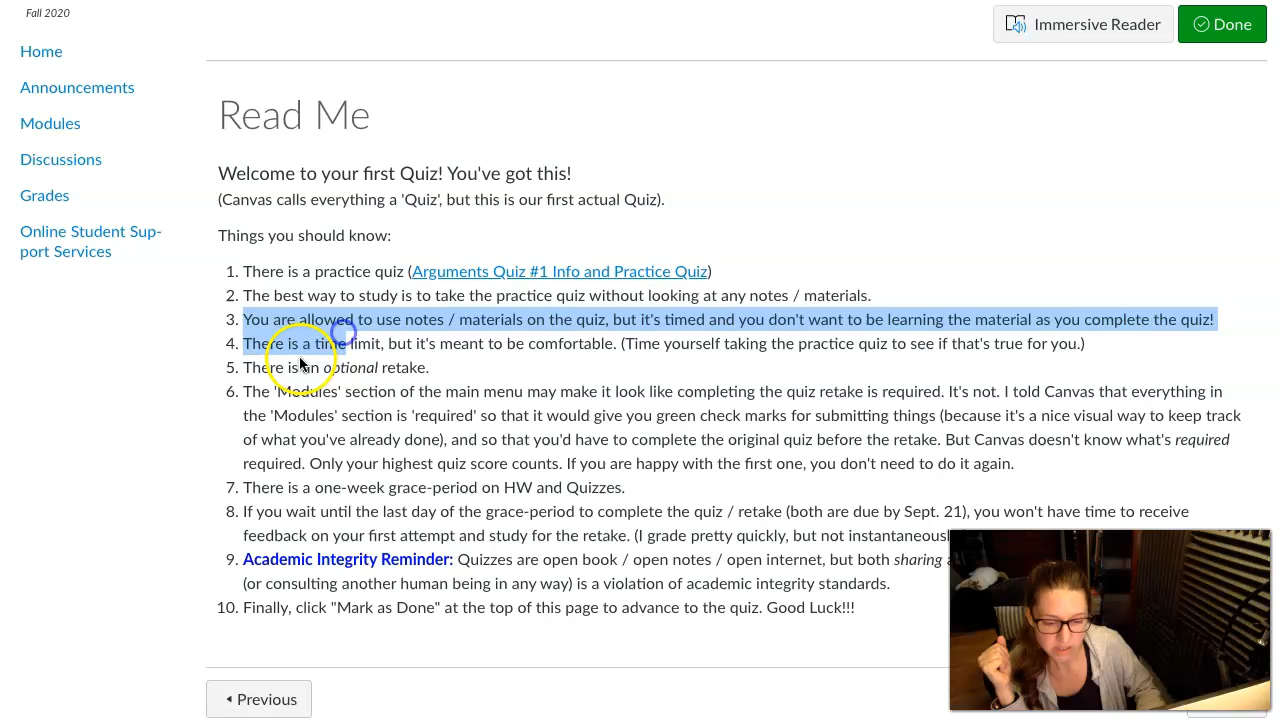 Fall 2020
Immersive Reader
Done
Home
Announcements
Modules
Discussions
Grades
Online Student Sup-
port Services
Read Me
Welcome to your first Quiz! You've got this!
(Canvas calls everything a 'Quiz', but this is our first actual Quiz).
Things you should know:
1. There is a practice quiz (Arguments Quiz #1 Info and Practice Quiz)
2. The best way to study is to take the practice quiz without looking at any notes / materials.
3. You are allowed to use notes / materials on the quiz, but it's timed and you don't want to be learning the material as you complete the quiz!
4. There is a time limit, but it's meant to be comfortable. (Time yourself taking the practice quiz to see if that's true for you.)
5. There is an optional retake.
6. The 'Modules' section of the main menu may make it look like completing the quiz retake is required. It's not. I told Canvas that everything in
the 'Modules' section is 'required' so that it would give you green check marks for submitting things (because it's a nice visual way to keep track
of what you've already done), and so that you'd have to complete the original quiz before the retake. But Canvas doesn't know what's required
required. Only your highest quiz score counts. If you are happy with the first one, you don't need to do it again.
7. There is a one-week grace-period on HW and Quizzes.
8. If you wait until the last day of the grace-period to complete the quiz / retake (both are due by Sept. 21), you won't have time to receive
feedback on your first attempt and study for the retake. (I grade pretty quickly, but not
9. Academic Integrity Reminder: Quizzes are open book / open notes / open internet, but both sharing
(or consulting another human being in any way) is a violation of academic integrity standards.
10. Finally, click "Mark as Done" at the top of this page to advance to the quiz. Good Luck!!!
Previous